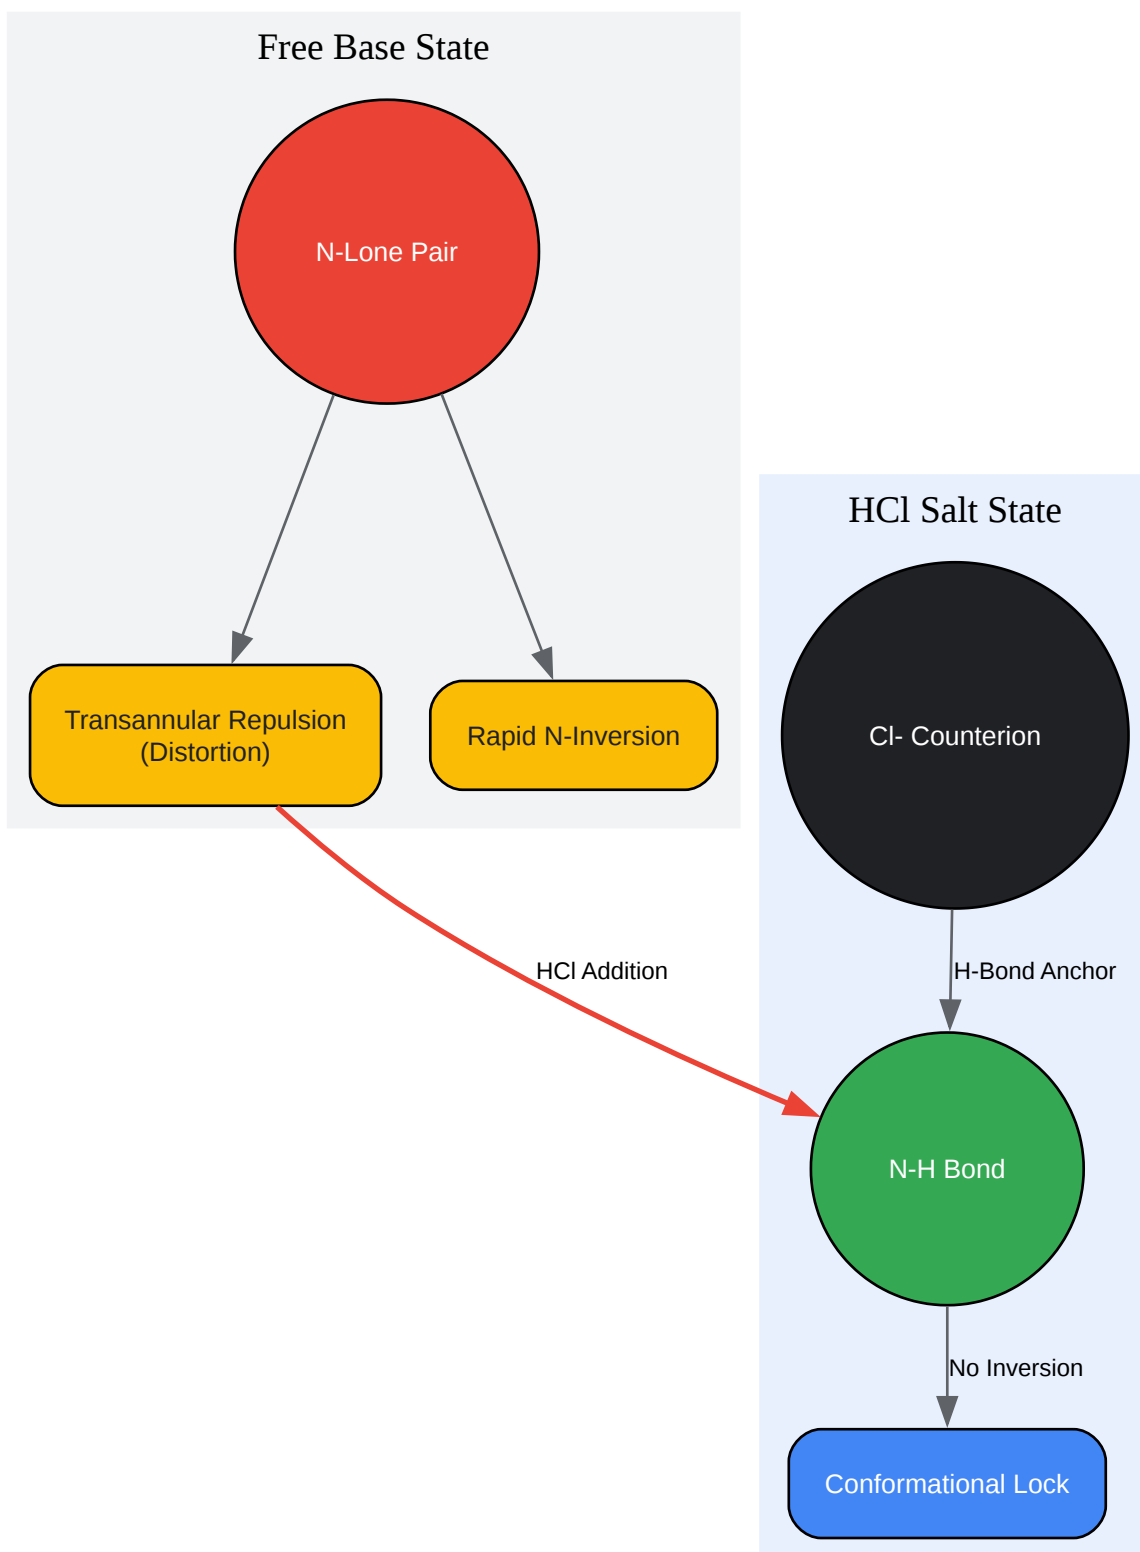 Free Base State
N-Lone Pair
Transannular Repulsion
(Distortion)
Rapid N-Inversion
HCl Addition
HCl Salt State
Cl- Counterion
H-Bond Anchor
N-H Bond
No Inversion
Conformational Lock